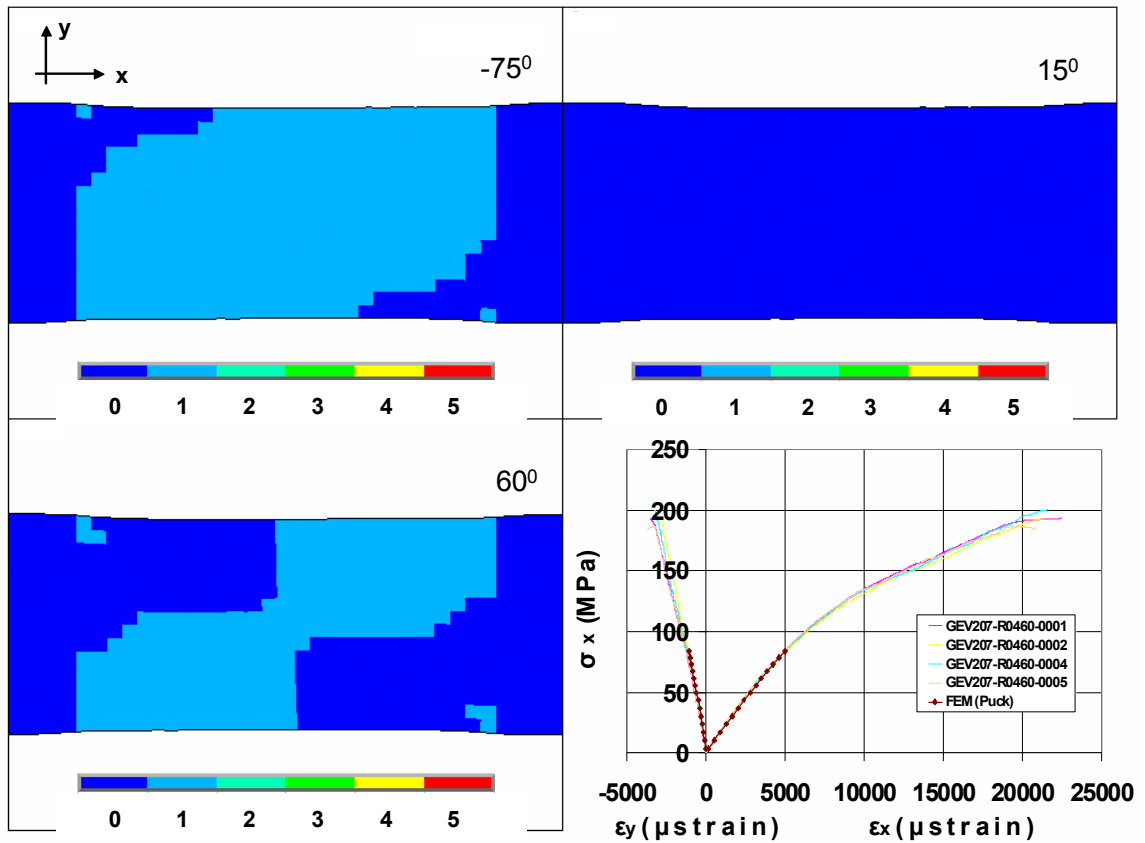 y
x
-75⁰
15⁰
0 1 2 3 4 5
0 1 2 3 4 5
60⁰
0 1 2 3 4 5
250
200
150
100
50
0
σ x (MPa)
GEV207-R0460-0001
GEV207-R0460-0002
GEV207-R0460-0004
GEV207-R0460-0005
FEM (Puck)
-5000 0 5000 10000 15000 20000 25000
εy (µstrain) εx (µstrain)